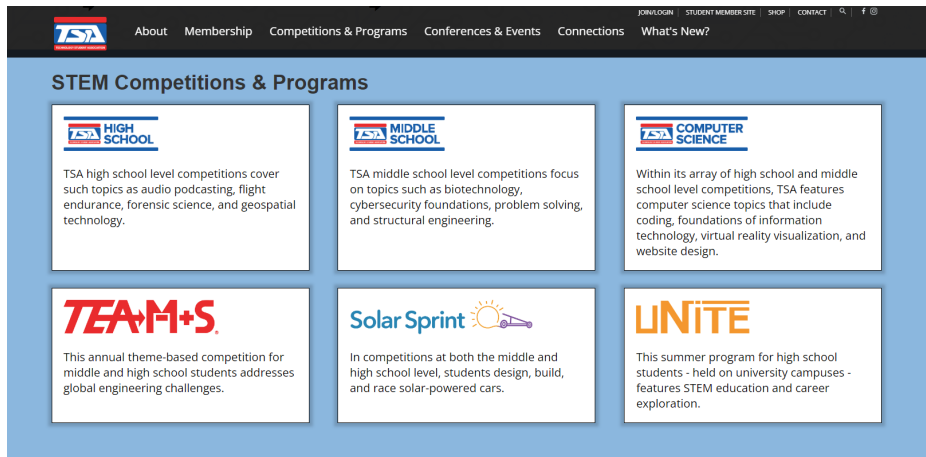 JOIN/LOGIN STUDENT MEMBER SITE SHOP CONTACT
TSA
TECHNOLOGY STUDENT ASSOCIATION
About Membership Competitions & Programs Conferences & Events Connections What's New?
STEM Competitions & Programs
TSA HIGH SCHOOL
TSA high school level competitions cover
such topics as audio podcasting, flight
endurance, forensic science, and geospatial
technology.
TSA MIDDLE SCHOOL
TSA middle school level competitions focus
on topics such as biotechnology,
cybersecurity foundations, problem solving,
and structural engineering.
TSA COMPUTER SCIENCE
Within its array of high school and middle
school level competitions, TSA features
computer science topics that include
coding, foundations of information
technology, virtual reality visualization, and
website design.
TEAM+S
This annual theme-based competition for
middle and high school students addresses
global engineering challenges.
Solar Sprint
In competitions at both the middle and
high school level, students design, build,
and race solar-powered cars.
UNiTE
This summer program for high school
students - held on university campuses -
features STEM education and career
exploration.